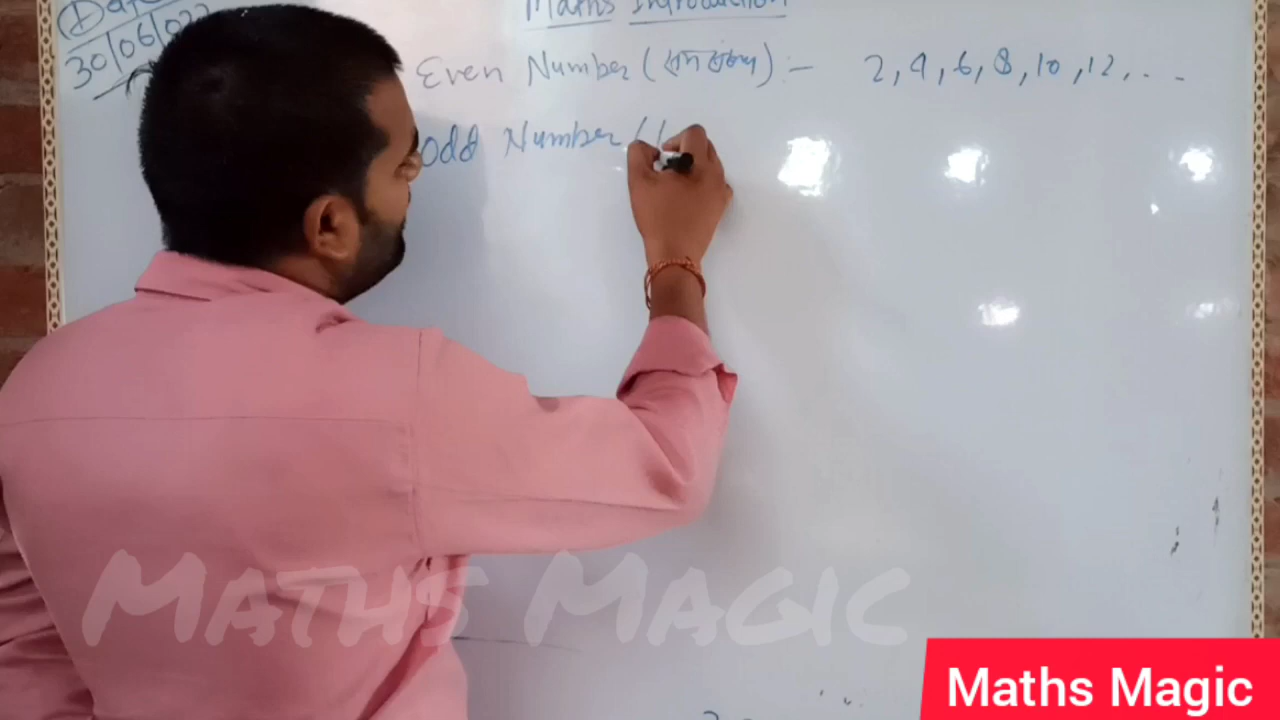 Date
30/06/022
Maths Introduction
Even Number (सम संख्या) :- 2, 4, 6, 8, 10, 12, ...
Odd Number (
Maths Magic
Maths Magic